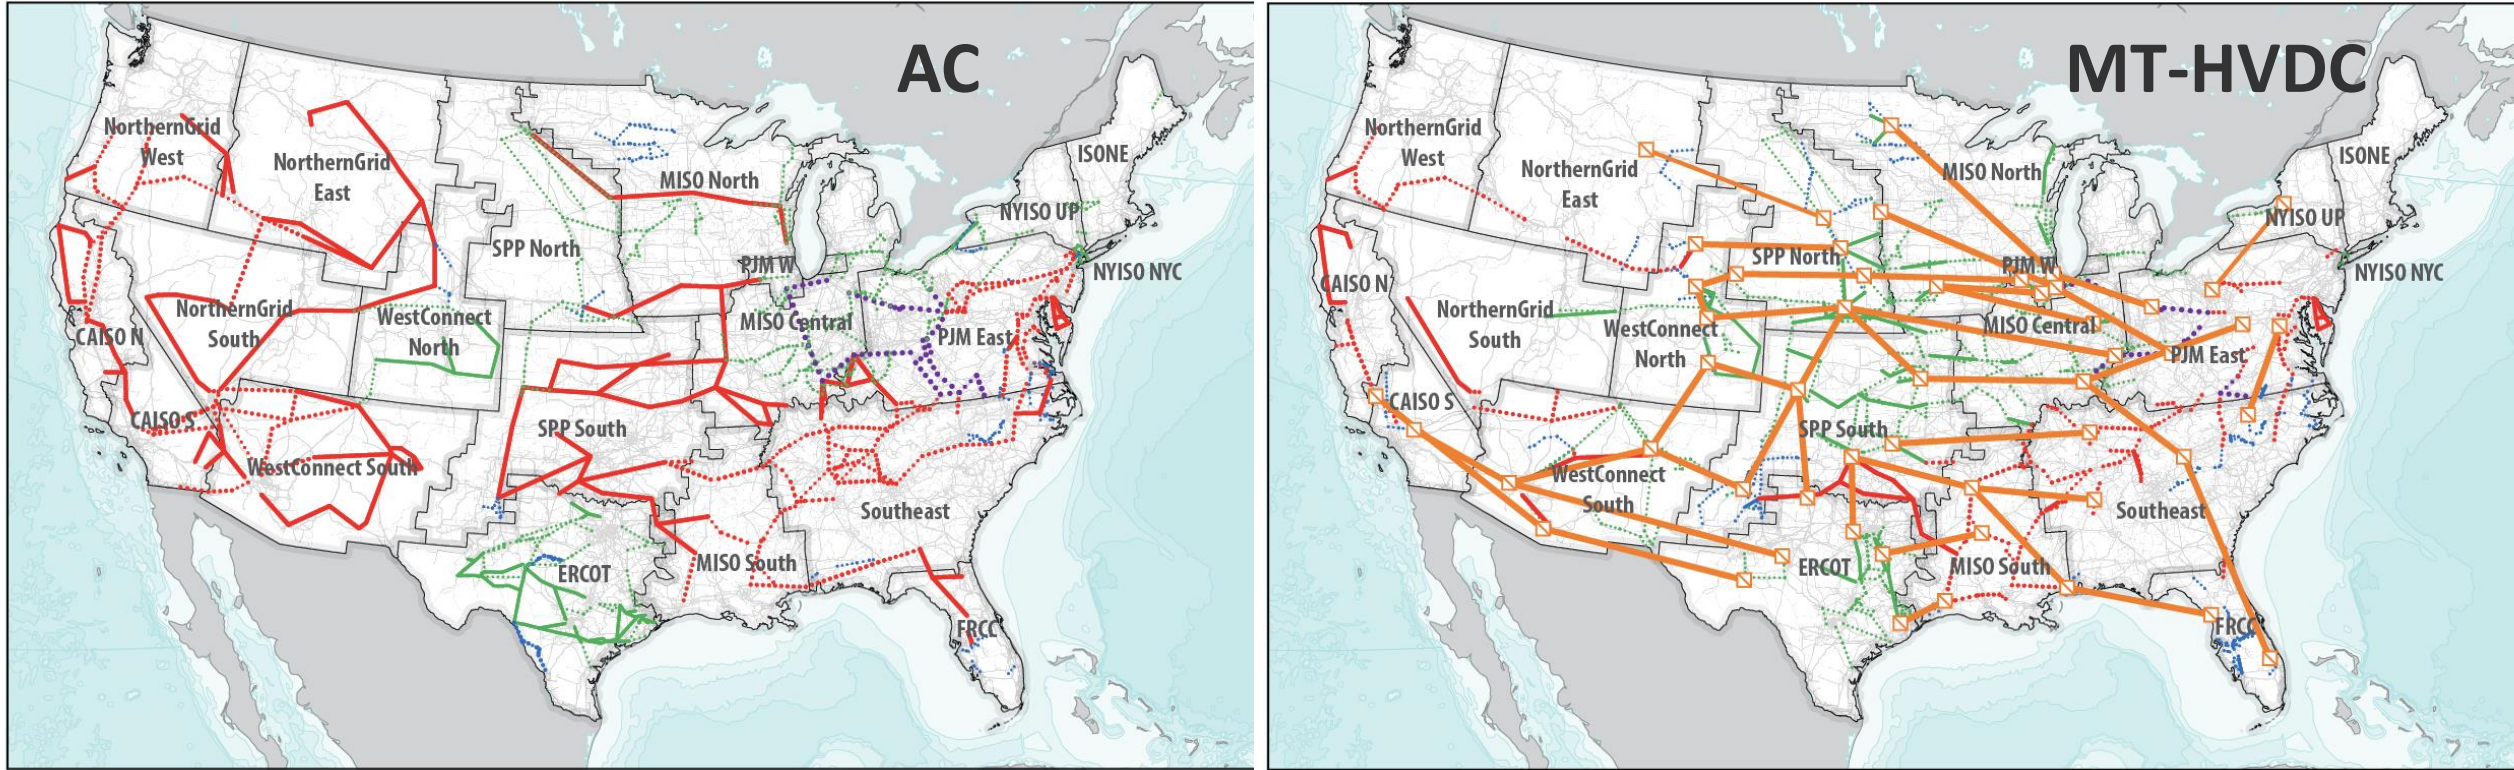 AC
NorthernGrid
West
NorthernGrid
East
MISO North
ISONE
NYISO UP
SPP North
PJM W
NYISO NYC
NorthernGrid
South
CAISO N
WestConnect
North
MISO Central
PJM East
CAISO S
SPP South
WestConnect South
Southeast
ERCOT
MISO South
FRCC
MT-HVDC
NorthernGrid
West
NorthernGrid
East
MISO North
ISONE
NYISO UP
SPP North
PJM W
NYISO NYC
CAISO N
NorthernGrid
South
WestConnect
North
MISO Central
PJM East
CAISO S
SPP South
WestConnect
South
Southeast
ERCOT
MISO South
FRCC